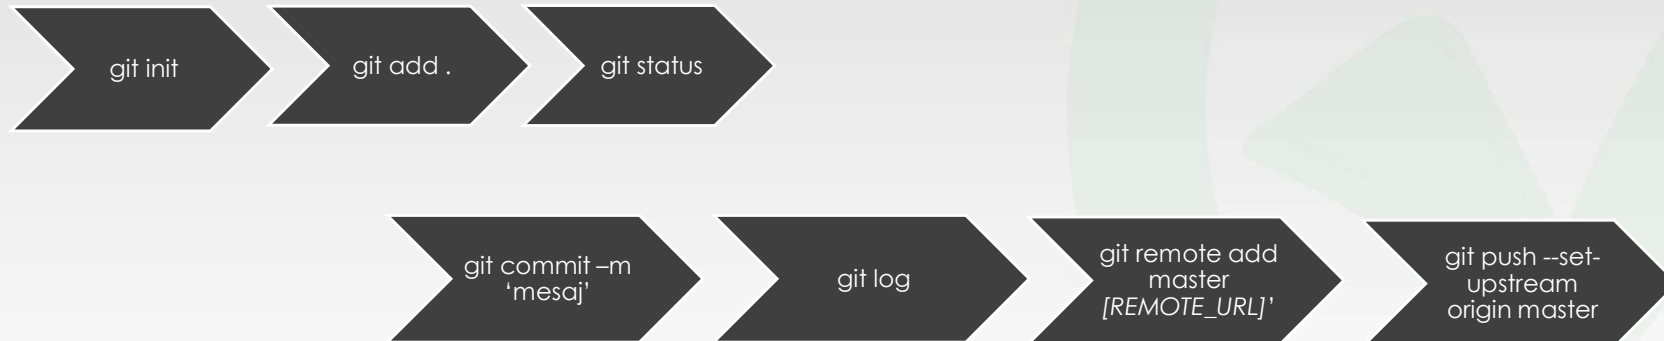 git init
git add .
git status
git commit –m
‘mesaj’
git log
git remote add
master
[REMOTE_URL]’
git push --set-
upstream
origin master